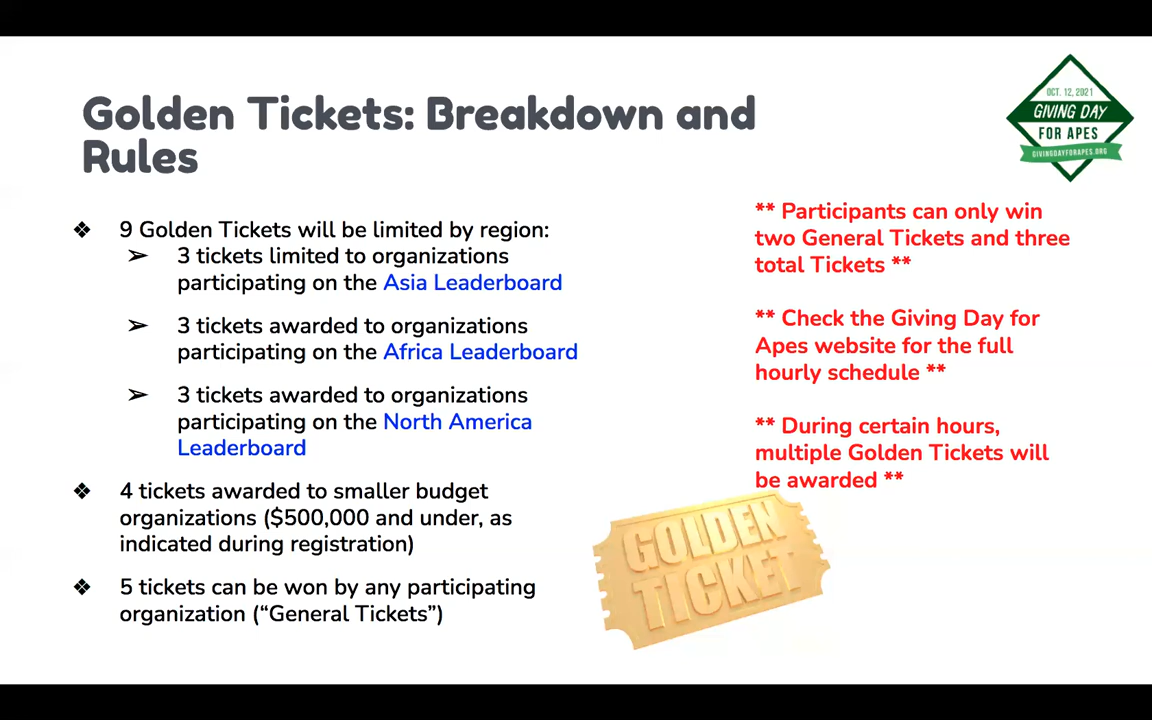 Golden Tickets: Breakdown and
Rules
OCT. 12, 2021
GIVING DAY
FOR APES
GIVINGDAYFORAPES.ORG
❖ 9 Golden Tickets will be limited by region:
➢ 3 tickets limited to organizations
participating on the Asia Leaderboard
➢ 3 tickets awarded to organizations
participating on the Africa Leaderboard
➢ 3 tickets awarded to organizations
participating on the North America
Leaderboard
❖ 4 tickets awarded to smaller budget
organizations ($500,000 and under, as
indicated during registration)
❖ 5 tickets can be won by any participating
organization (“General Tickets”)
** Participants can only win
two General Tickets and three
total Tickets **
** Check the Giving Day for
Apes website for the full
hourly schedule **
** During certain hours,
multiple Golden Tickets will
be awarded **
GOLDEN
TICKET